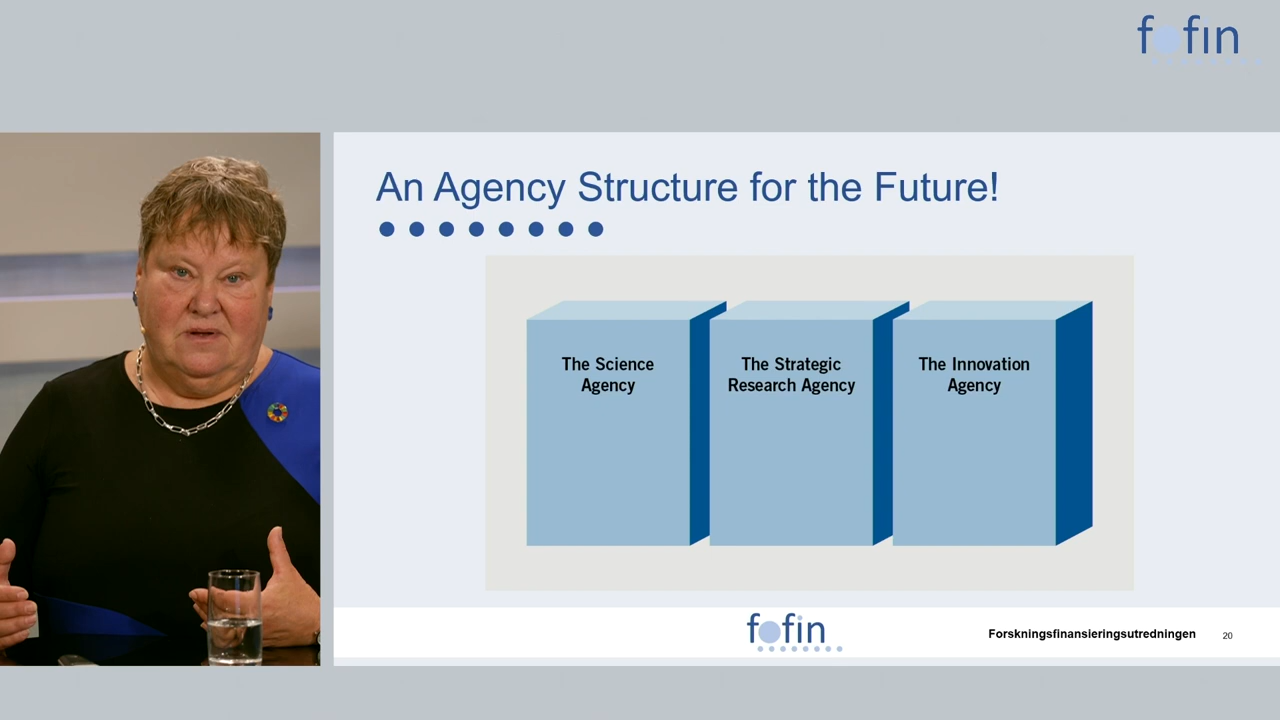 fofin
An Agency Structure for the Future!
The Science
Agency
The Strategic
Research Agency
The Innovation
Agency
fofin
Forskningsfinansieringsutredningen
20